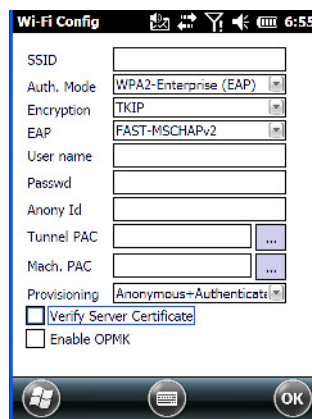 Wi-Fi Config 6:55
SSID
Auth. Mode WPA2-Enterprise (EAP)
Encryption TKIP
EAP FAST-MSCHAPv2
User name
Passwd
Anony Id
Tunnel PAC ...
Mach. PAC ...
Provisioning Anonymous+Authenticate
Verify Server Certificate
Enable OPMK
OK